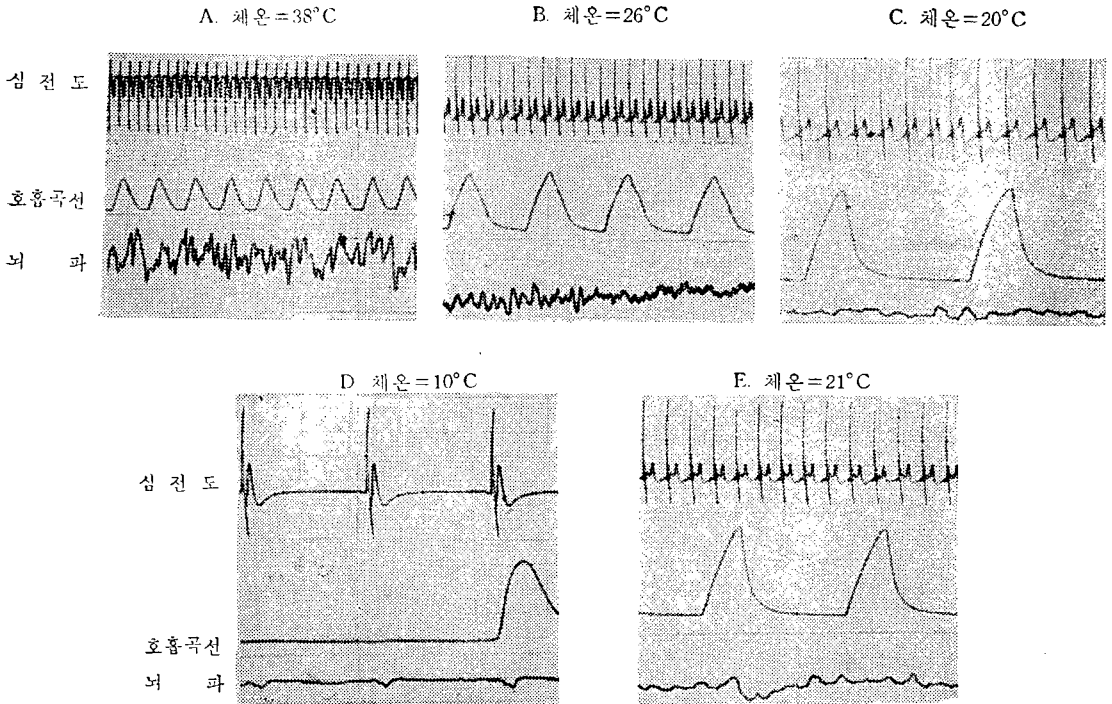 A. 체온=38°C
B. 체온=26°C
C. 체온=20°C
심전도
호흡곡선
뇌파
D 체온=10°C
E. 체온=21°C
심전도
호흡곡선
뇌파